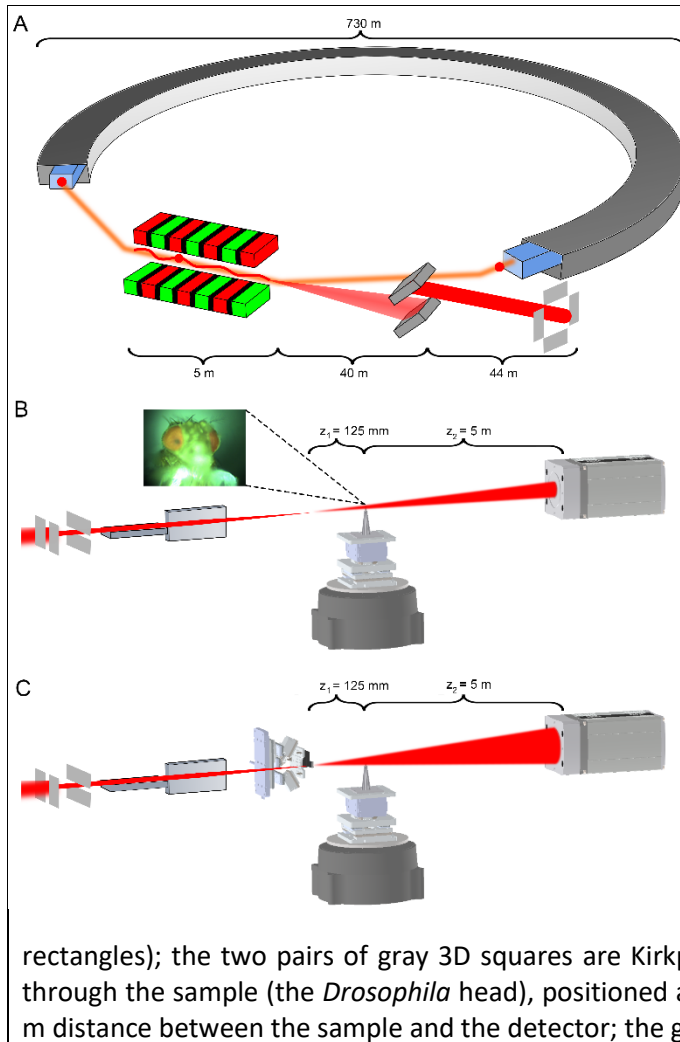 A
730 m
5 m
40 m
44 m
B
z₁ = 125 mm
z₂ = 5 m
C
z₁ = 125 mm
z₂ = 5 m
rectangles); the two pairs of gray 3D squares are Kirkp
through the sample (the Drosophila head), positioned a
m distance between the sample and the detector; the g